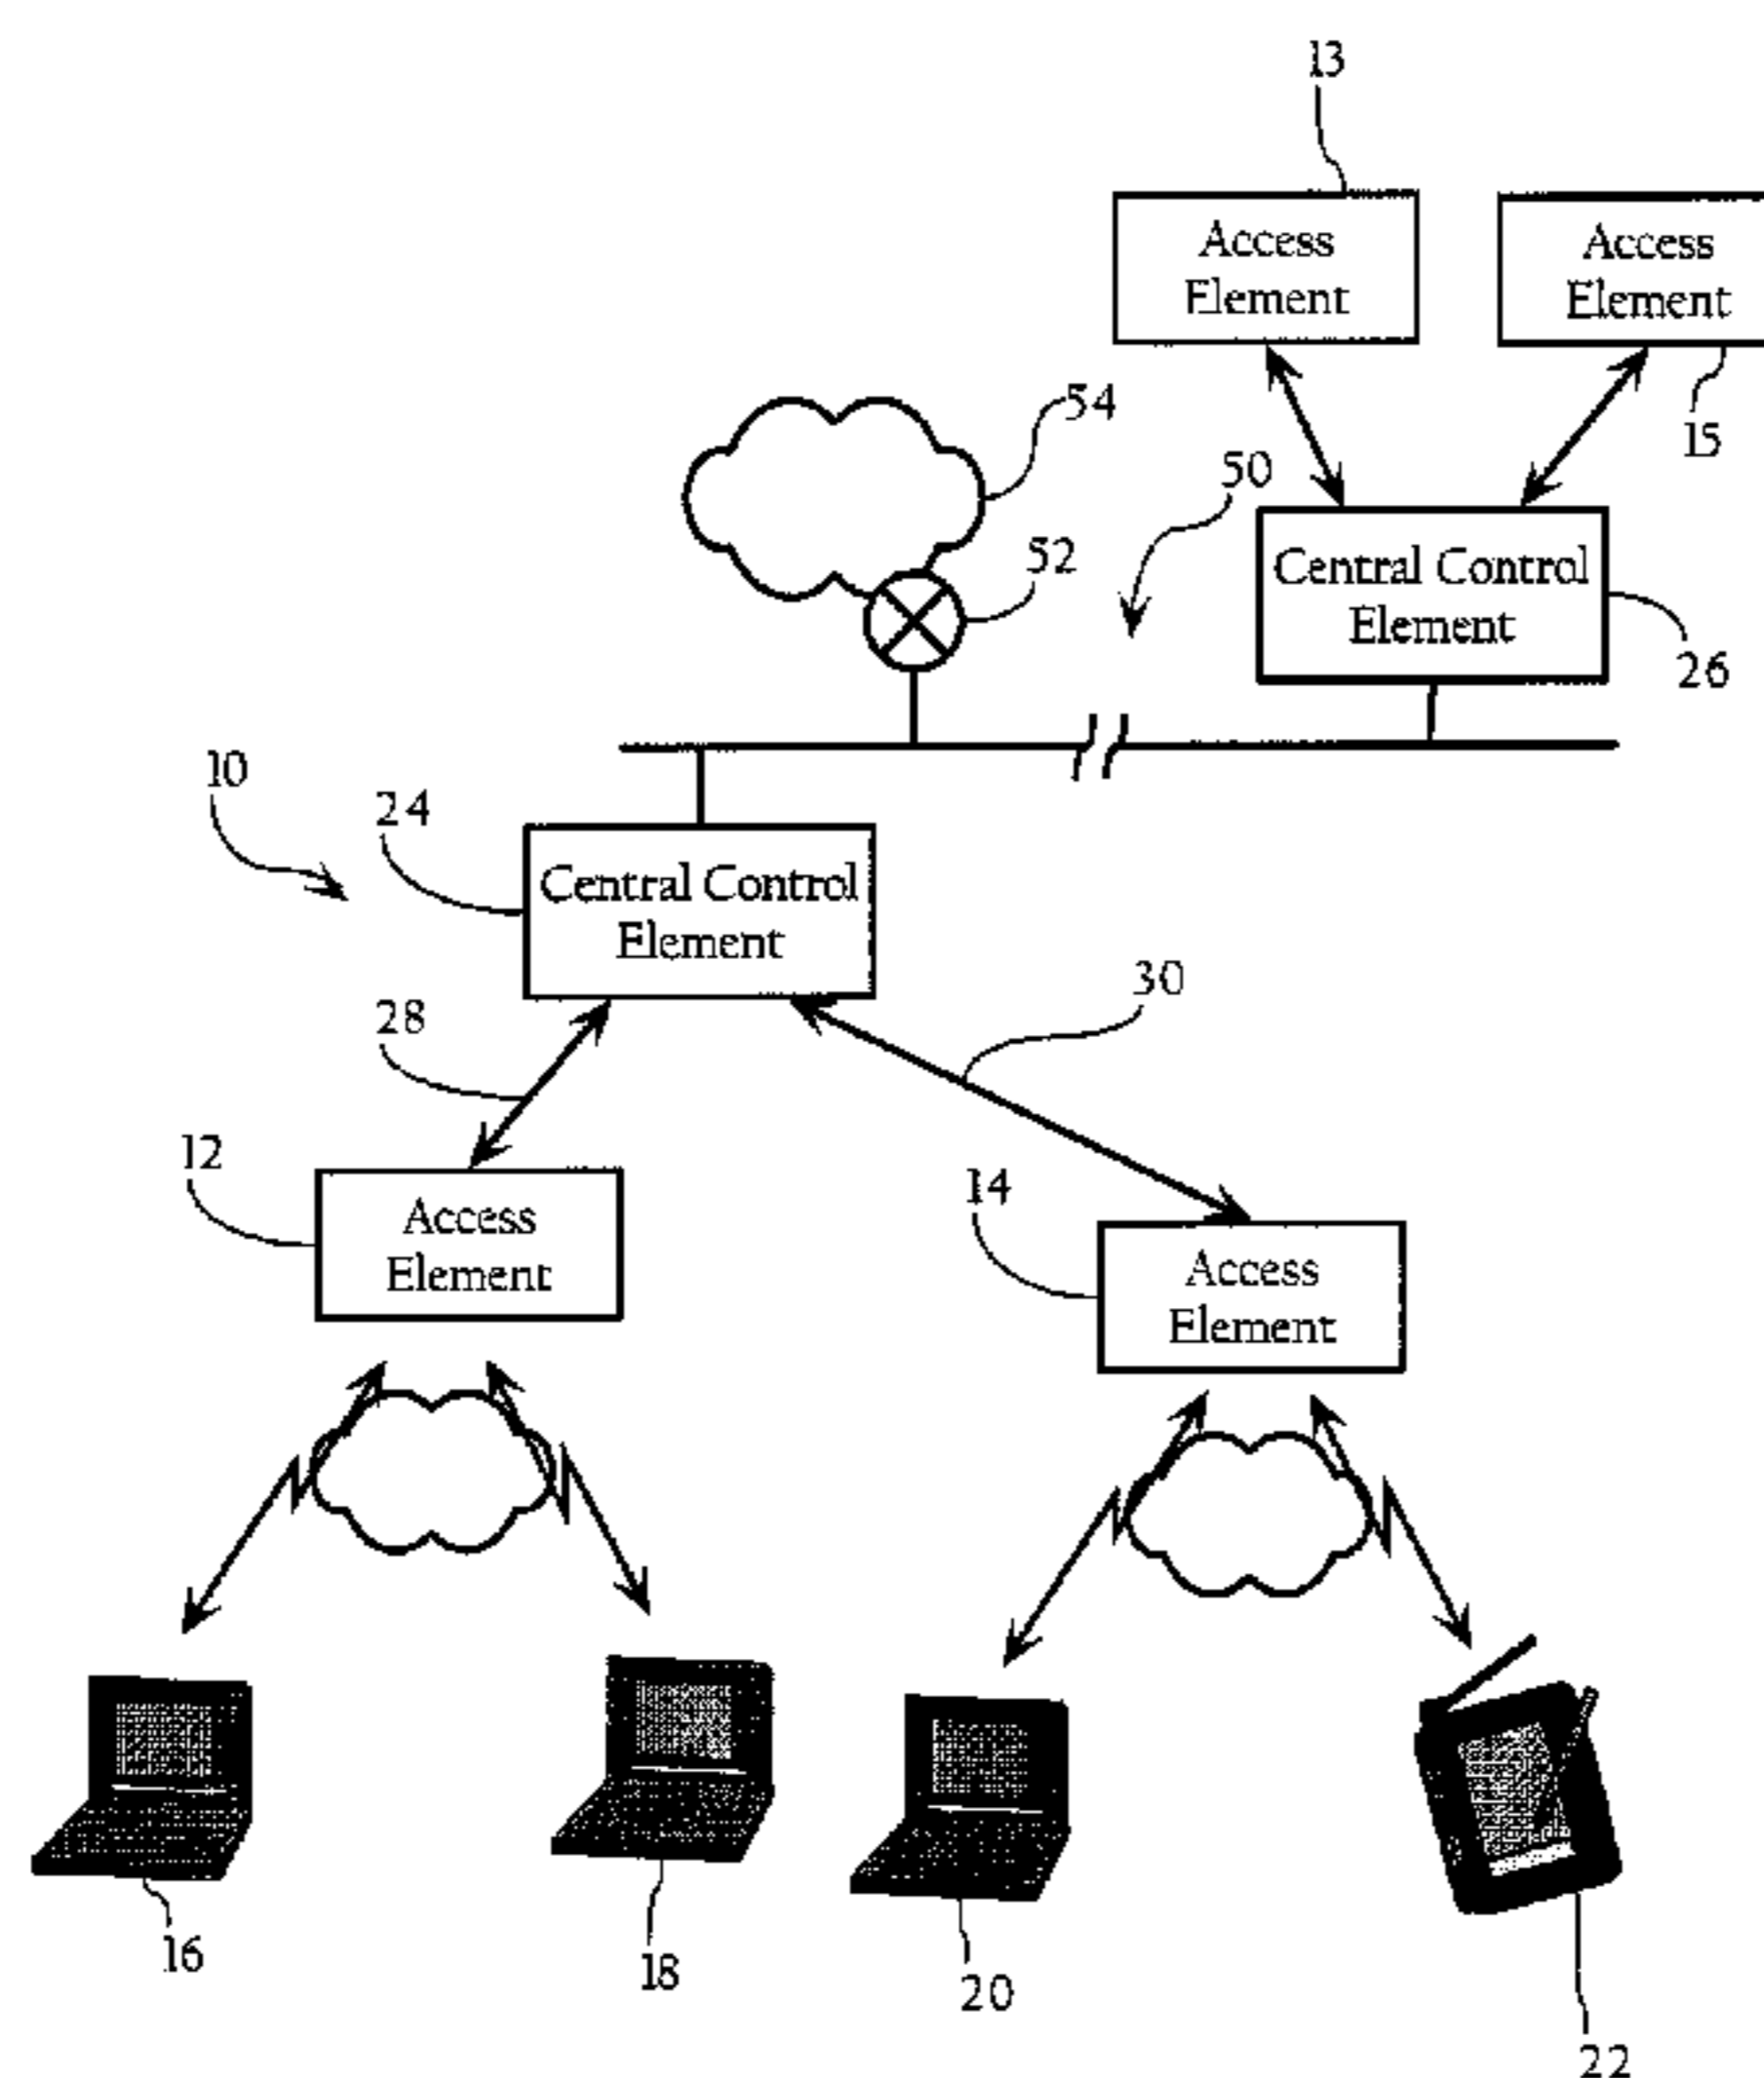 13
Access
Element
Access
Element
15
54
50
52
Central Control
Element
26
10
24
Central Control
Element
30
28
12
Access
Element
14
Access
Element
16
18
20
22